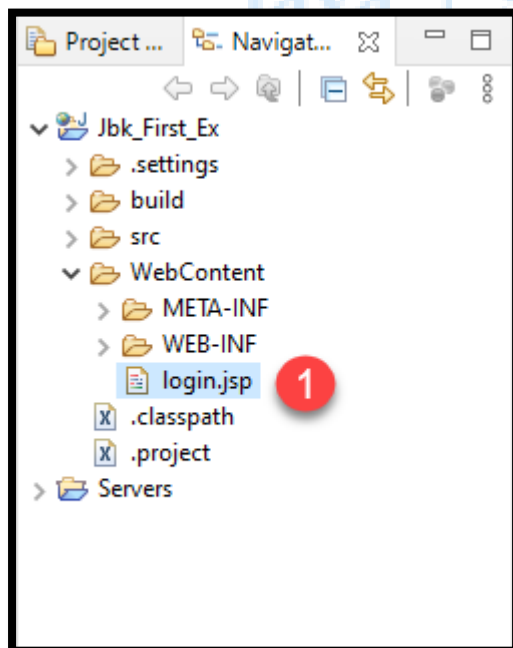 Project ... Navigat...
Jbk_First_Ex
.settings
build
src
WebContent
META-INF
WEB-INF
login.jsp 1
.classpath
.project
Servers